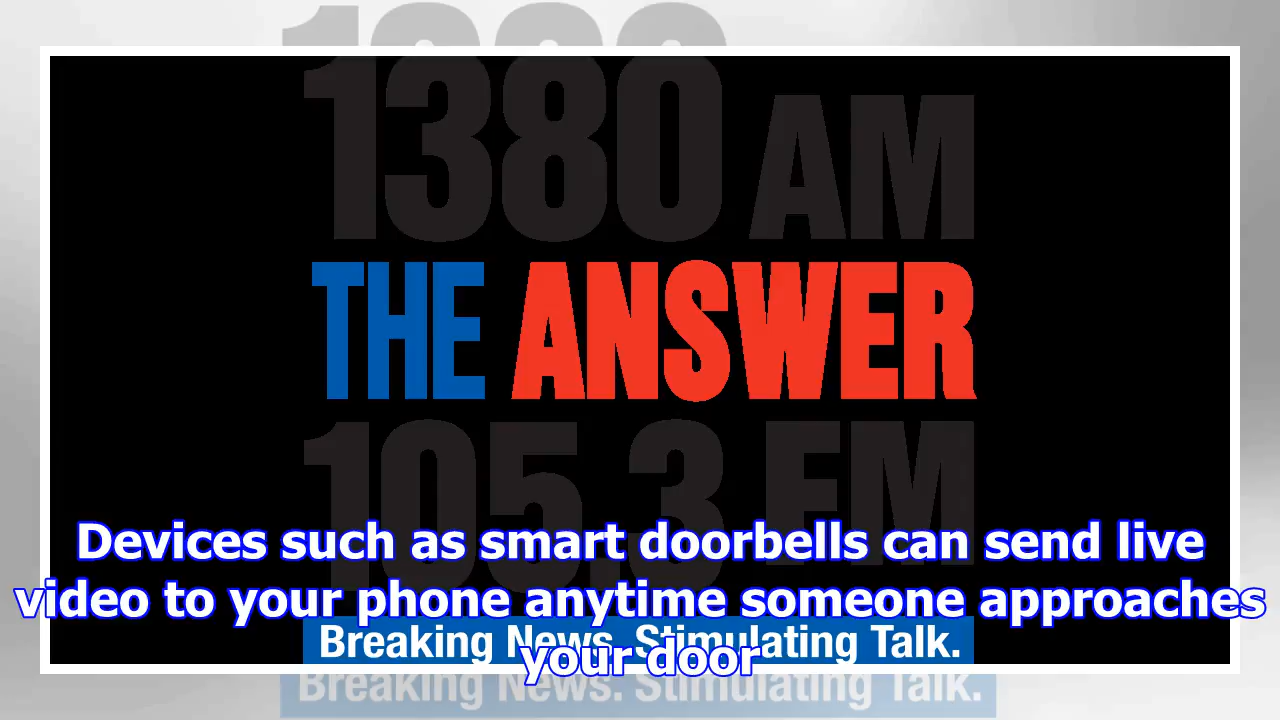 1380
1380 AM
THE ANSWER
105.3 FM
Devices such as smart doorbells can send live
video to your phone anytime someone approaches
Breaking News. Stimulating Talk.
your door
Breaking News. Stimulating Talk.